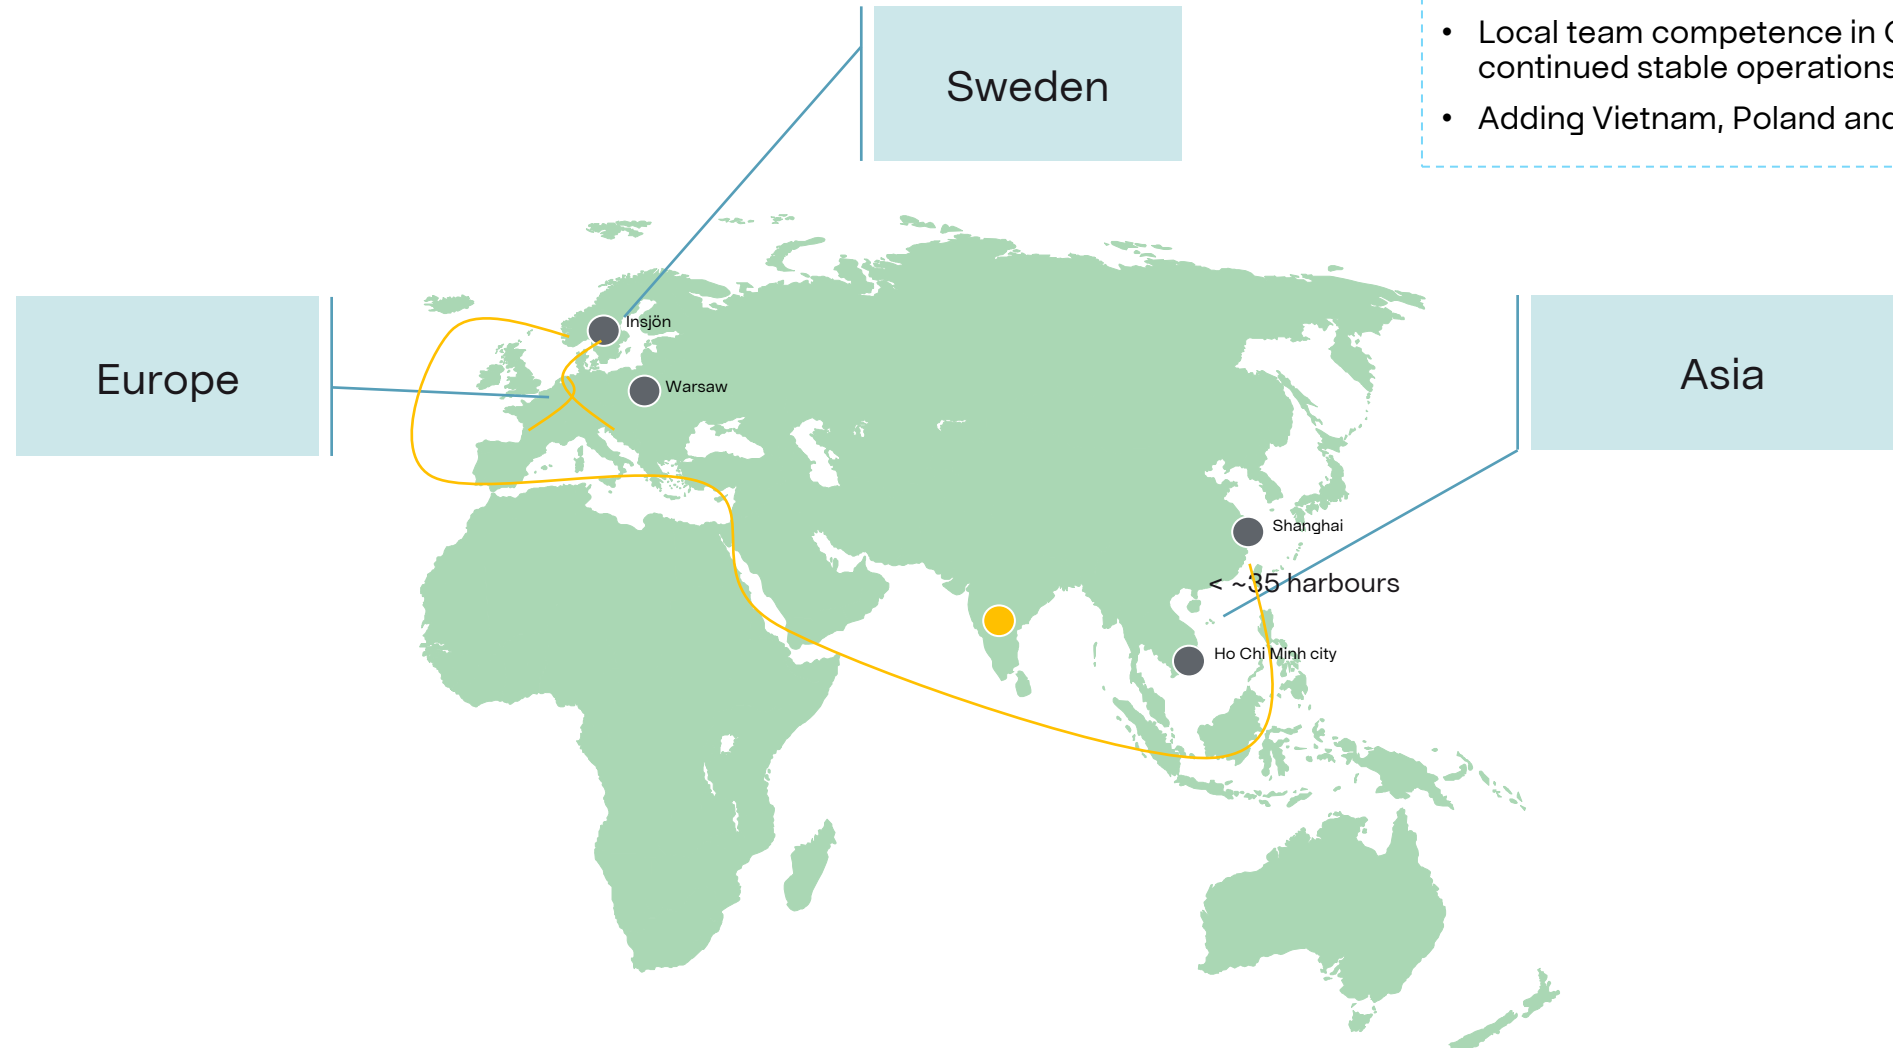 Sweden
• Local team competence in
continued stable operations
• Adding Vietnam, Poland and
Insjön
Europe
Asia
Warsaw
Shanghai
< ~35 harbours
Ho Chi Minh city